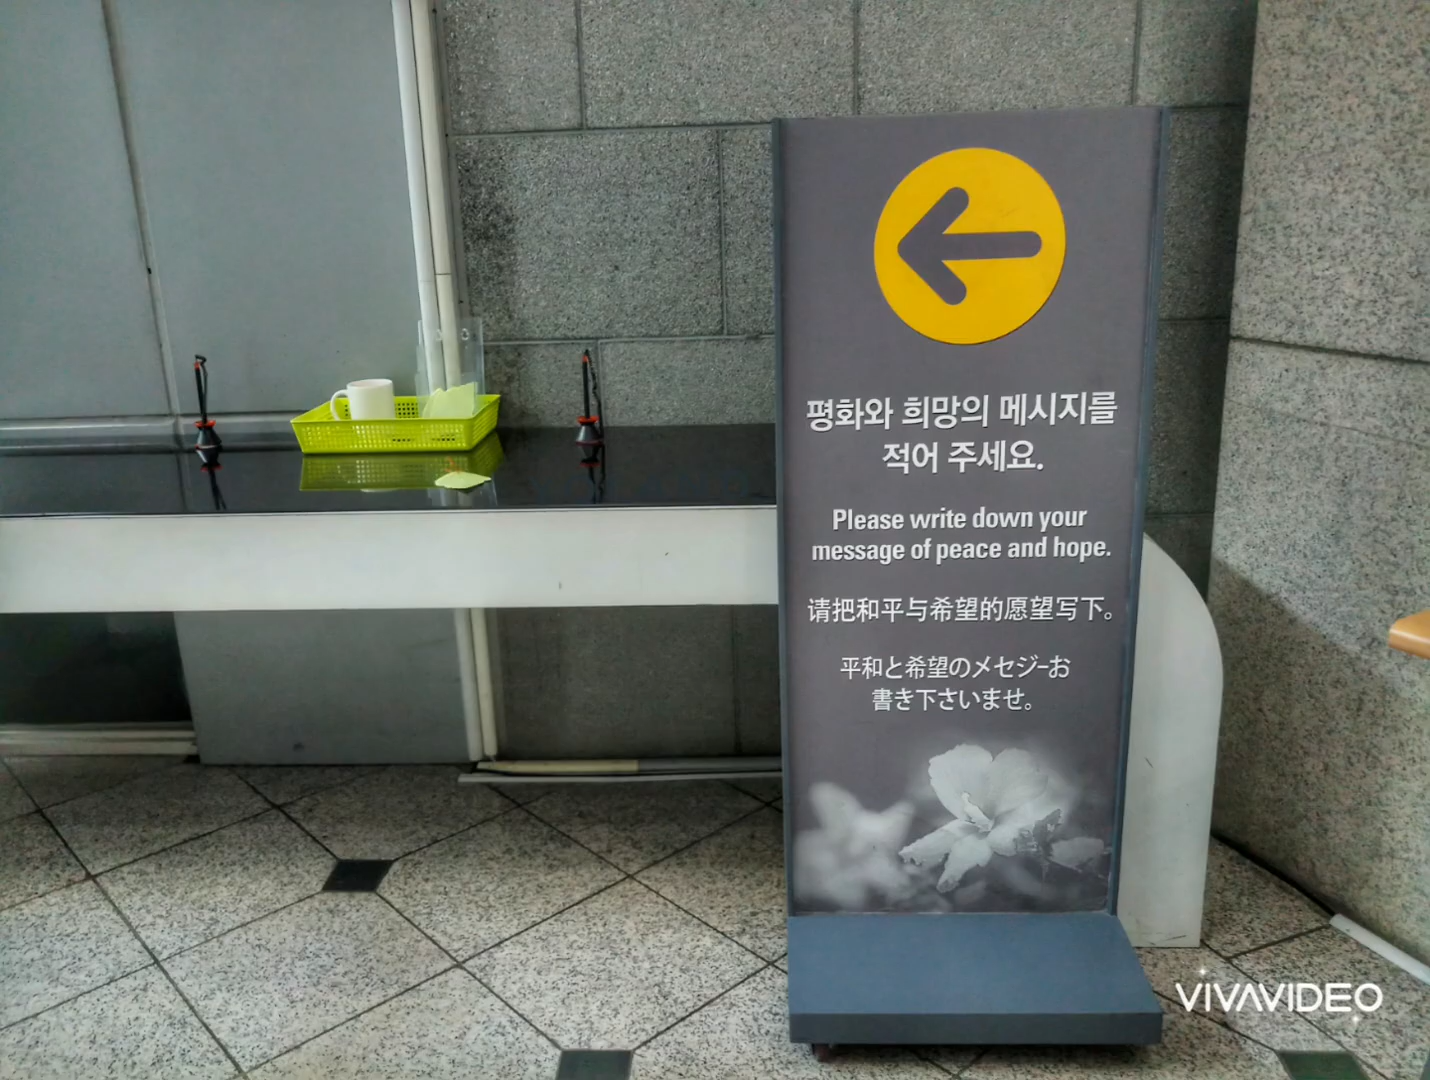 평화와 희망의 메시지를
적어 주세요.
Please write down your
message of peace and hope.
请把和平与希望的愿望写下。
平和と希望のメセジ-お
書き下さいませ。
VIVAVIDEO